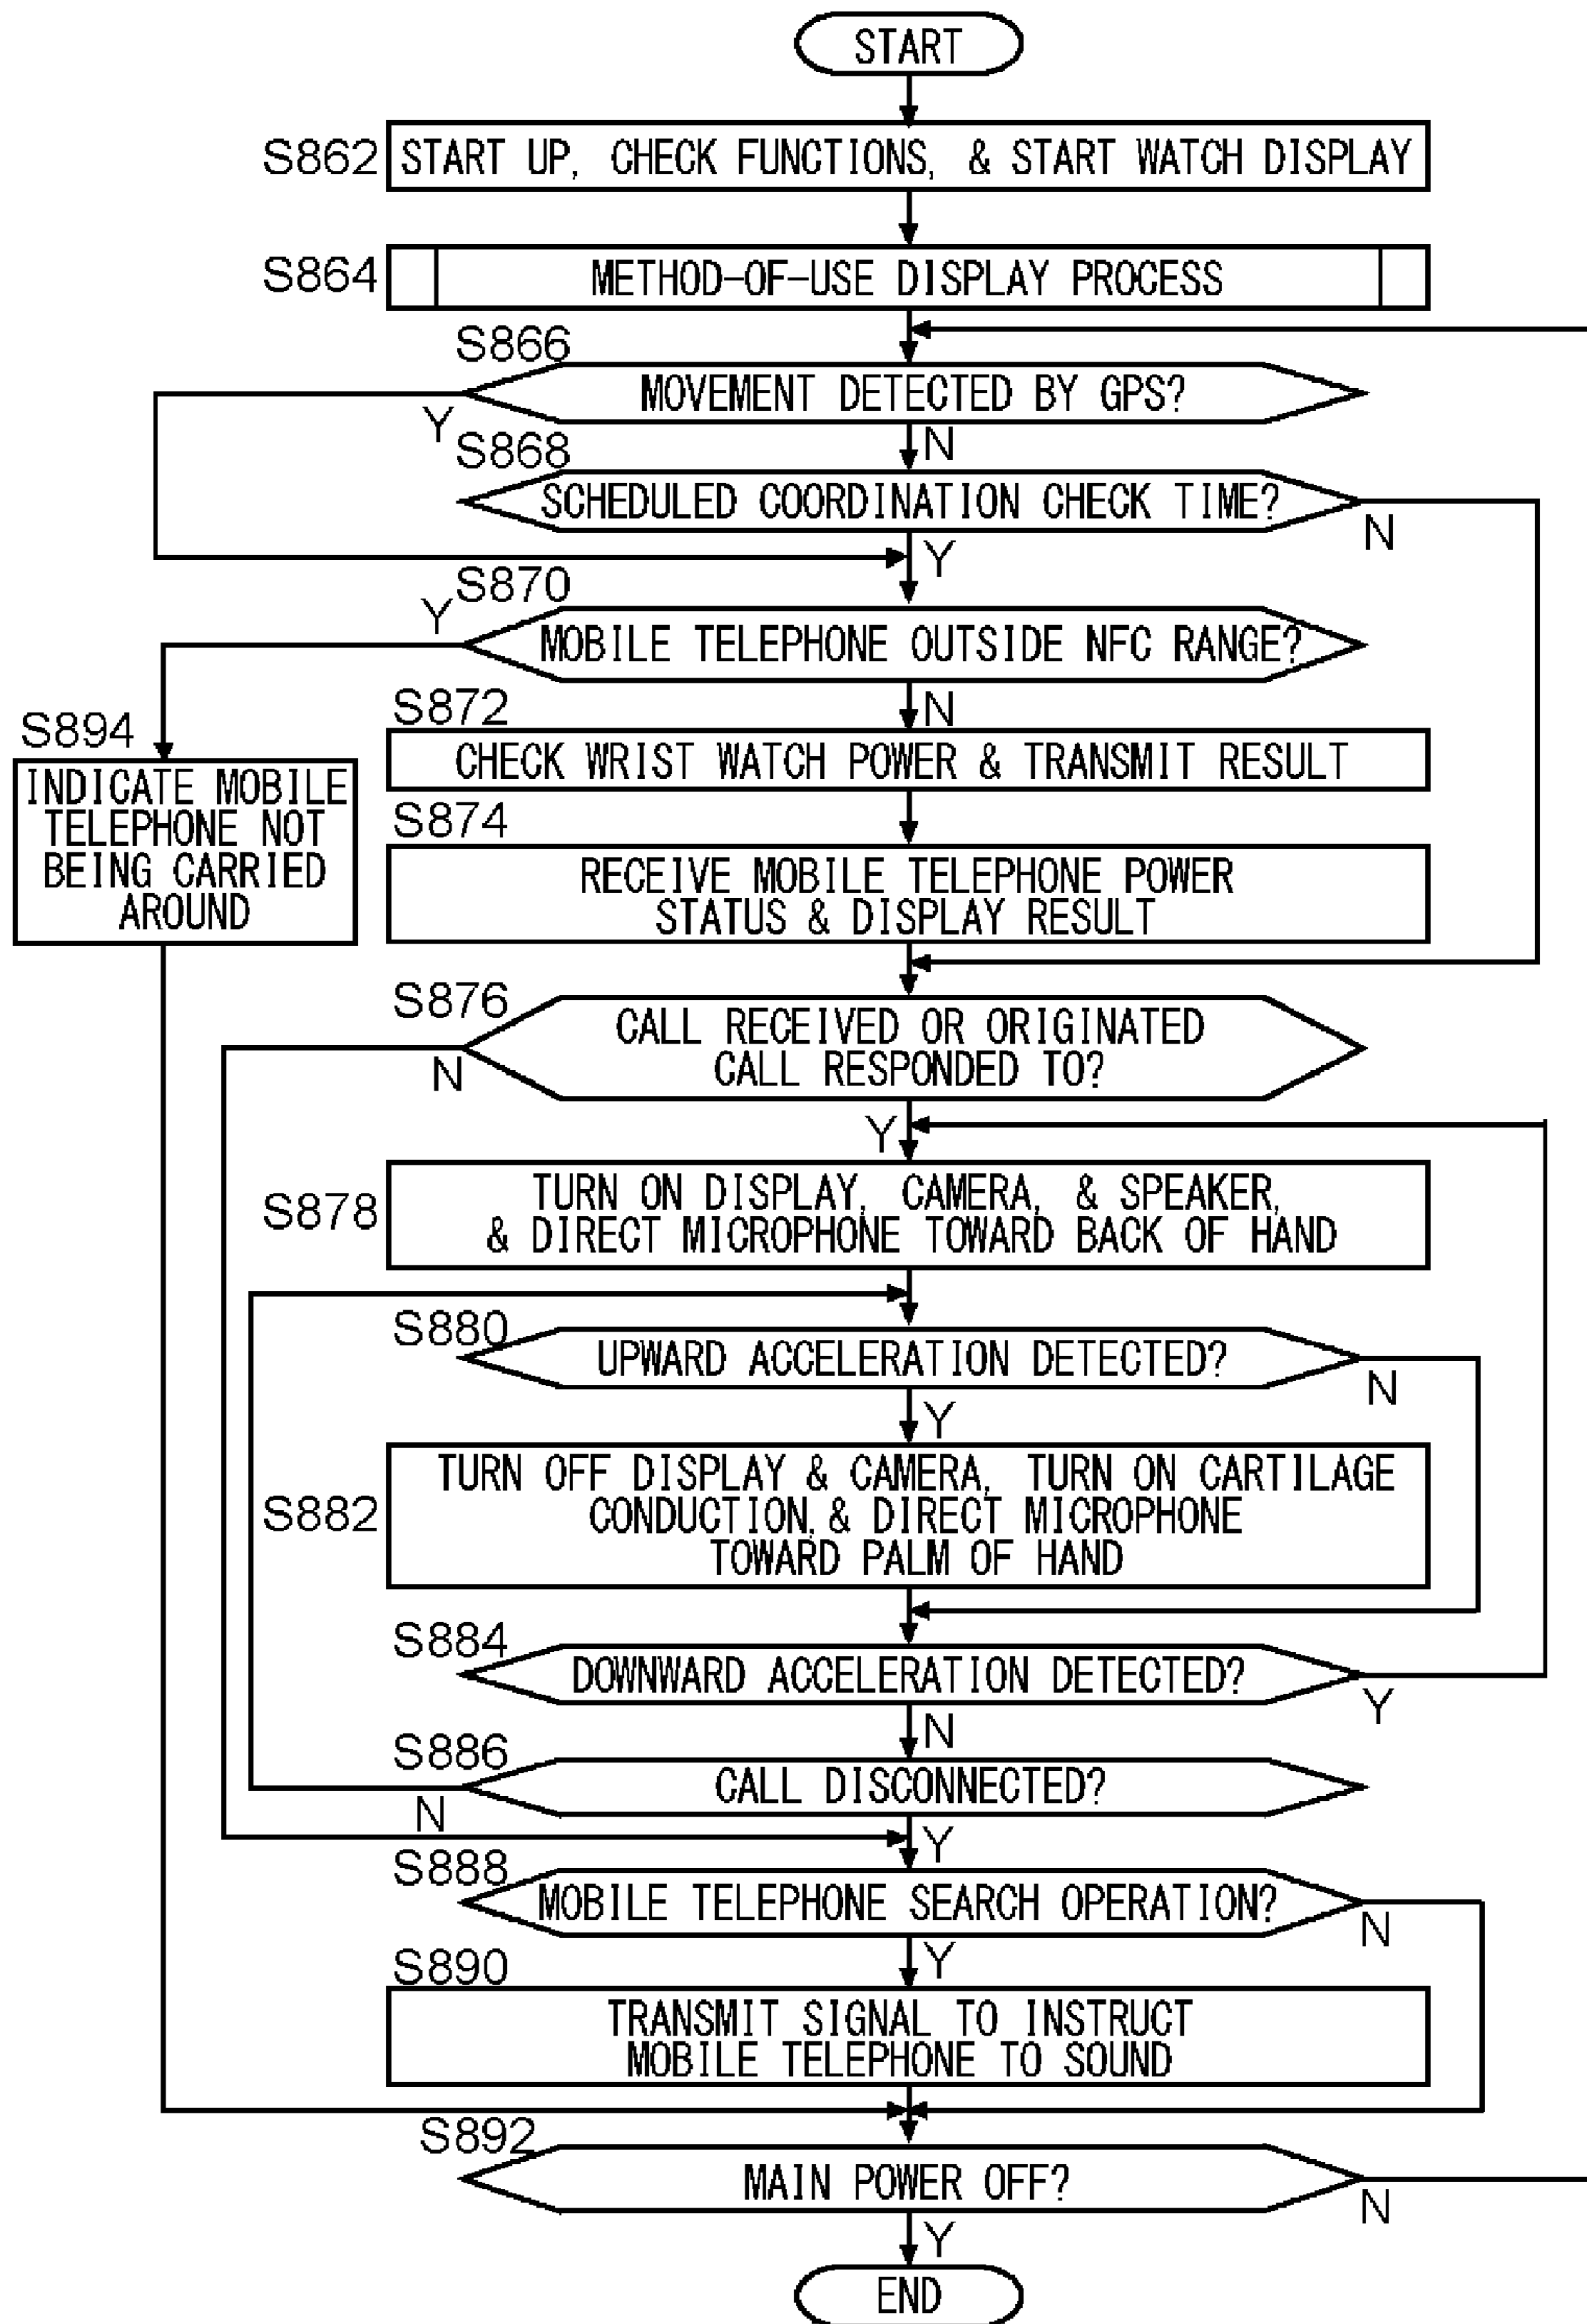 START
S862
START UP, CHECK FUNCTIONS, & START WATCH DISPLAY
S864
METHOD-OF-USE DISPLAY PROCESS
S866
MOVEMENT DETECTED BY GPS?
Y
N
S868
SCHEDULED COORDINATION CHECK TIME?
N
Y
S870
Y
MOBILE TELEPHONE OUTSIDE NFC RANGE?
N
S872
CHECK WRIST WATCH POWER & TRANSMIT RESULT
S894
INDICATE MOBILE
TELEPHONE NOT
BEING CARRIED
AROUND
S874
RECEIVE MOBILE TELEPHONE POWER
STATUS & DISPLAY RESULT
S876
CALL RECEIVED OR ORIGINATED
CALL RESPONDED TO?
N
Y
S878
TURN ON DISPLAY, CAMERA, & SPEAKER,
& DIRECT MICROPHONE TOWARD BACK OF HAND
S880
UPWARD ACCELERATION DETECTED?
N
Y
S882
TURN OFF DISPLAY & CAMERA, TURN ON CARTILAGE
CONDUCTION, & DIRECT MICROPHONE
TOWARD PALM OF HAND
S884
DOWNWARD ACCELERATION DETECTED?
Y
N
S886
CALL DISCONNECTED?
N
Y
S888
MOBILE TELEPHONE SEARCH OPERATION?
N
Y
S890
TRANSMIT SIGNAL TO INSTRUCT
MOBILE TELEPHONE TO SOUND
S892
MAIN POWER OFF?
N
Y
END